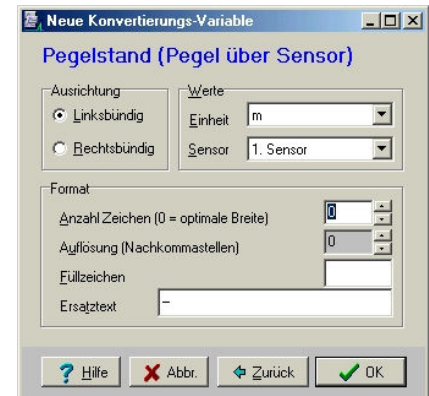 Neue Konvertierungs-Variable
Pegelstand (Pegel über Sensor)
Ausrichtung
Linksbündig
Rechtsbündig
Werte
Einheit m
Sensor 1. Sensor
Format
Anzahl Zeichen (0 = optimale Breite) 0
Auflösung (Nachkommastellen) 0
Füllzeichen
Ersatztext –
? Hilfe
Abbr.
Zurück
OK